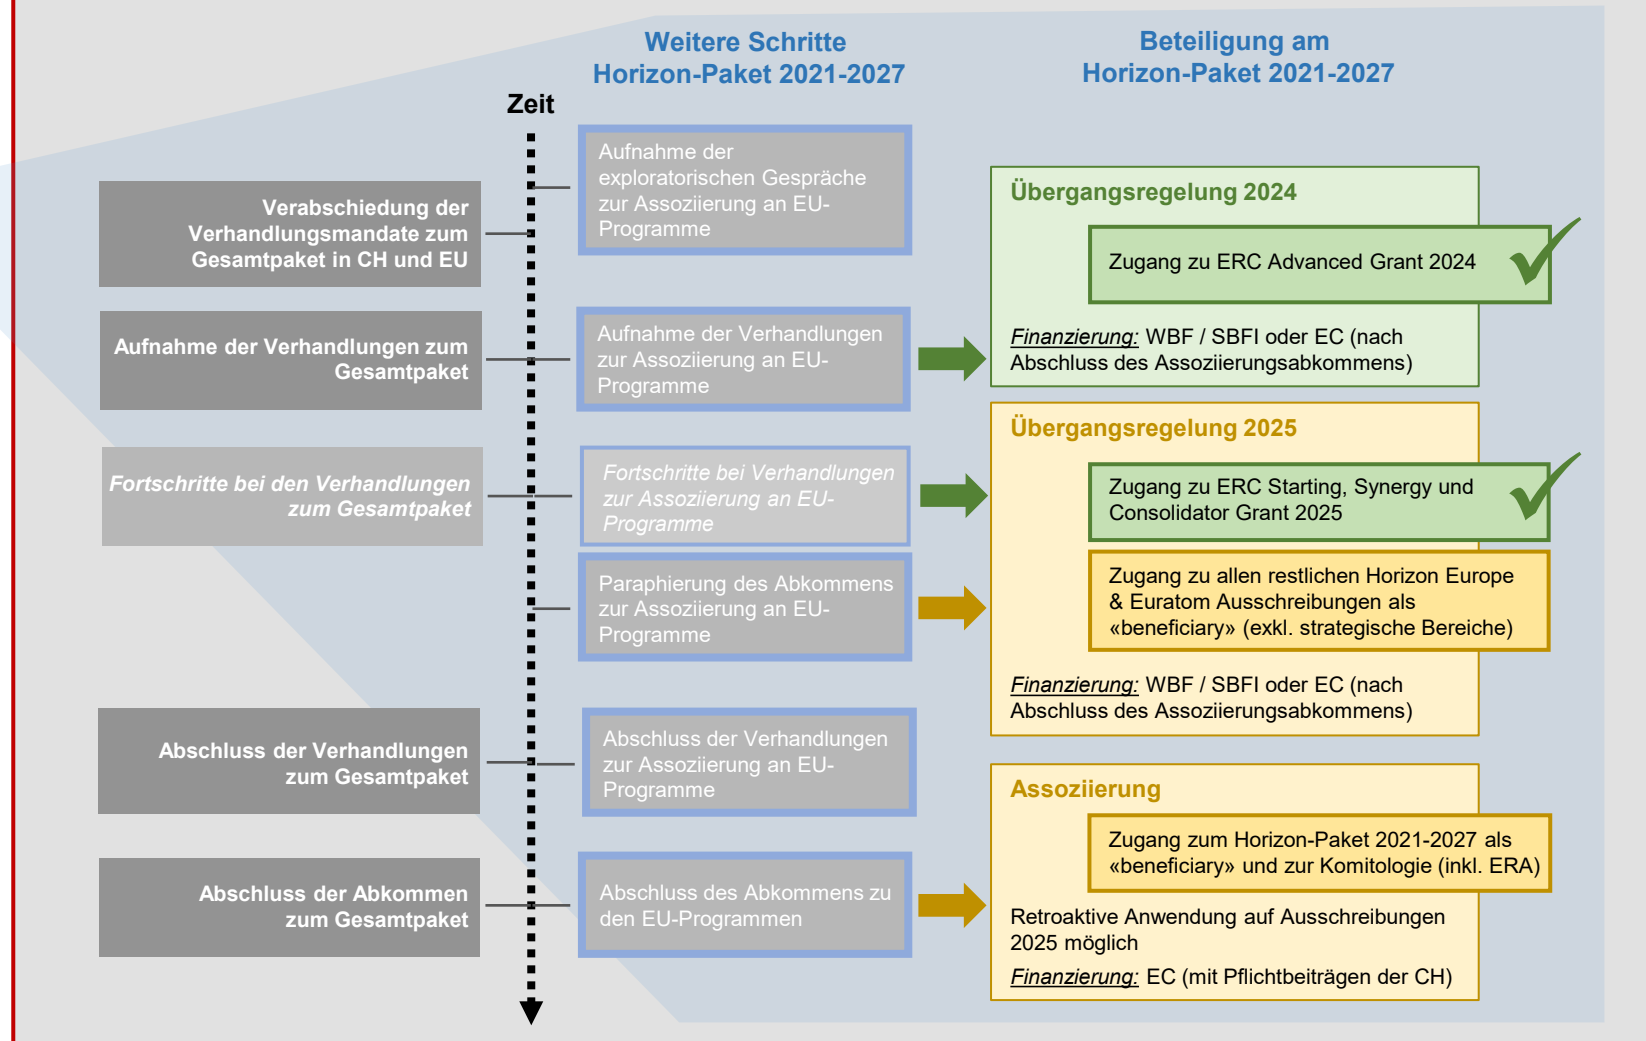 Weitere Schritte
Horizon-Paket 2021-2027
Beteiligung am
Horizon-Paket 2021-2027
Zeit
Verabschiedung der
Verhandlungsmandate zum
Gesamtpaket in CH und EU
Aufnahme der
exploratorischen Gespräche
zur Assoziierung an EU-
Programme
Übergangsregelung 2024
Zugang zu ERC Advanced Grant 2024
Finanzierung: WBF / SBFI oder EC (nach
Abschluss des Assoziierungsabkommens)
Aufnahme der Verhandlungen zum
Gesamtpaket
Aufnahme der Verhandlungen
zur Assoziierung an EU-
Programme
Übergangsregelung 2025
Fortschritte bei den Verhandlungen
zum Gesamtpaket
Fortschritte bei Verhandlungen
zur Assoziierung an EU-
Programme
Zugang zu ERC Starting, Synergy und
Consolidator Grant 2025
Paraphierung des Abkommens
zur Assoziierung an EU-
Programme
Zugang zu allen restlichen Horizon Europe
& Euratom Ausschreibungen als
«beneficiary» (exkl. strategische Bereiche)
Finanzierung: WBF / SBFI oder EC (nach
Abschluss des Assoziierungsabkommens)
Abschluss der Verhandlungen
zum Gesamtpaket
Abschluss der Verhandlungen
zur Assoziierung an EU-
Programme
Assoziierung
Zugang zum Horizon-Paket 2021-2027 als
«beneficiary» und zur Komitologie (inkl. ERA)
Abschluss der Abkommen
zum Gesamtpaket
Abschluss des Abkommens zu
den EU-Programmen
Retroaktive Anwendung auf Ausschreibungen
2025 möglich
Finanzierung: EC (mit Pflichtbeiträgen der CH)